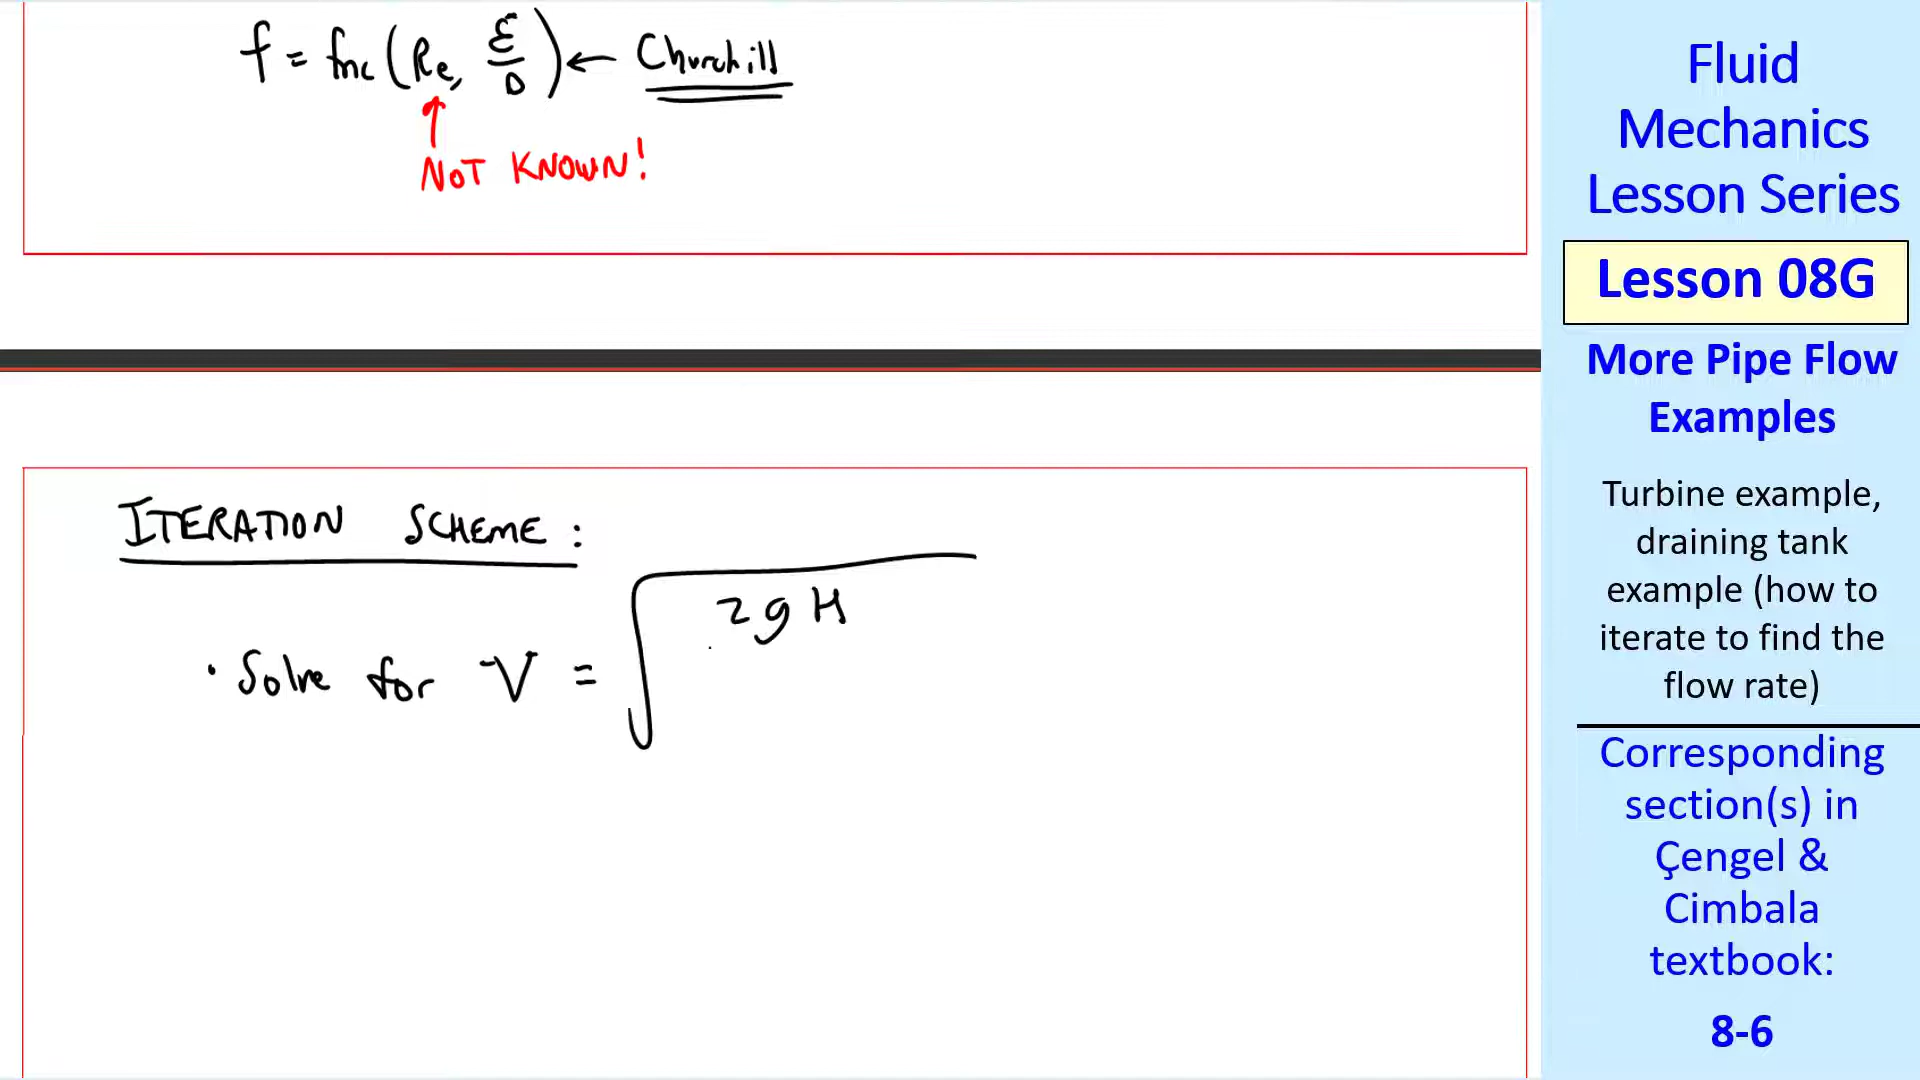 f = fnc (Re, ε/D) ← Churchill
↑
NOT KNOWN!
ITERATION SCHEME:
• Solve for V = √ 2gH
Fluid
Mechanics
Lesson Series
Lesson 08G
More Pipe Flow
Examples
Turbine example,
draining tank
example (how to
iterate to find the
flow rate)
Corresponding
section(s) in
Çengel &
Cimbala
textbook:
8-6